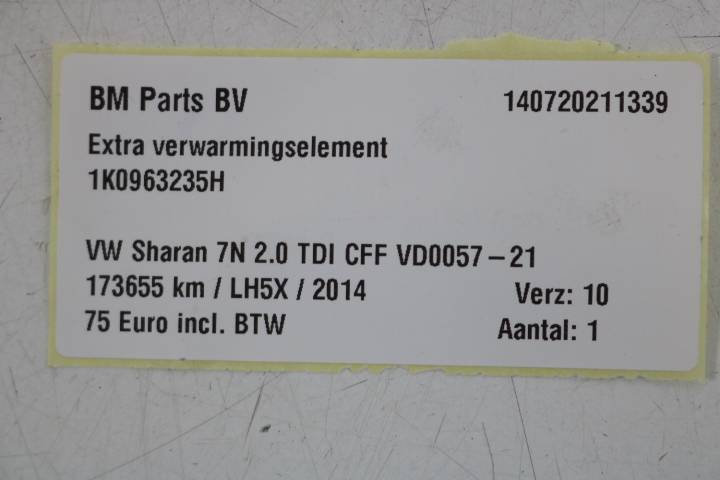 BM Parts BV 140720211339
Extra verwarmingselement
1K0963235H
VW Sharan 7N 2.0 TDI CFF VD0057-21
173655 km / LH5X / 2014 Verz: 10
75 Euro incl. BTW Aantal: 1